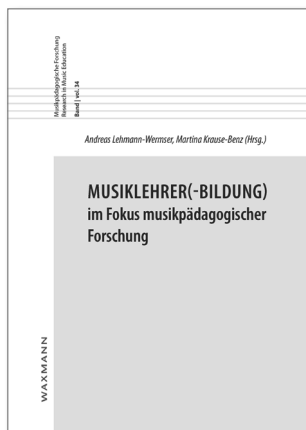 Musikpädagogische Forschung
Research in Music Education
Band | vol. 34
Andreas Lehmann-Wermser, Martina Krause-Benz (Hrsg.)
MUSIKLEHRER(-BILDUNG)
im Fokus musikpädagogischer
Forschung
WAXMANN